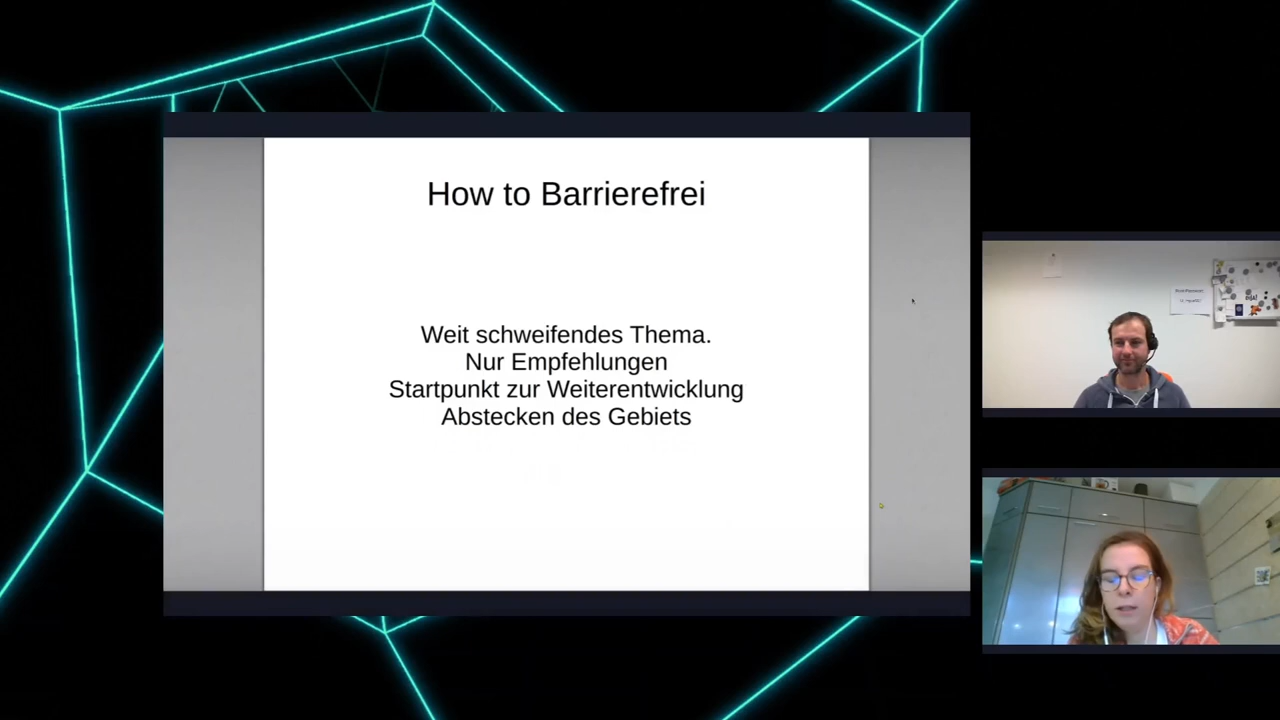 How to Barrierefrei
Weit schweifendes Thema.
Nur Empfehlungen
Startpunkt zur Weiterentwicklung
Abstecken des Gebiets